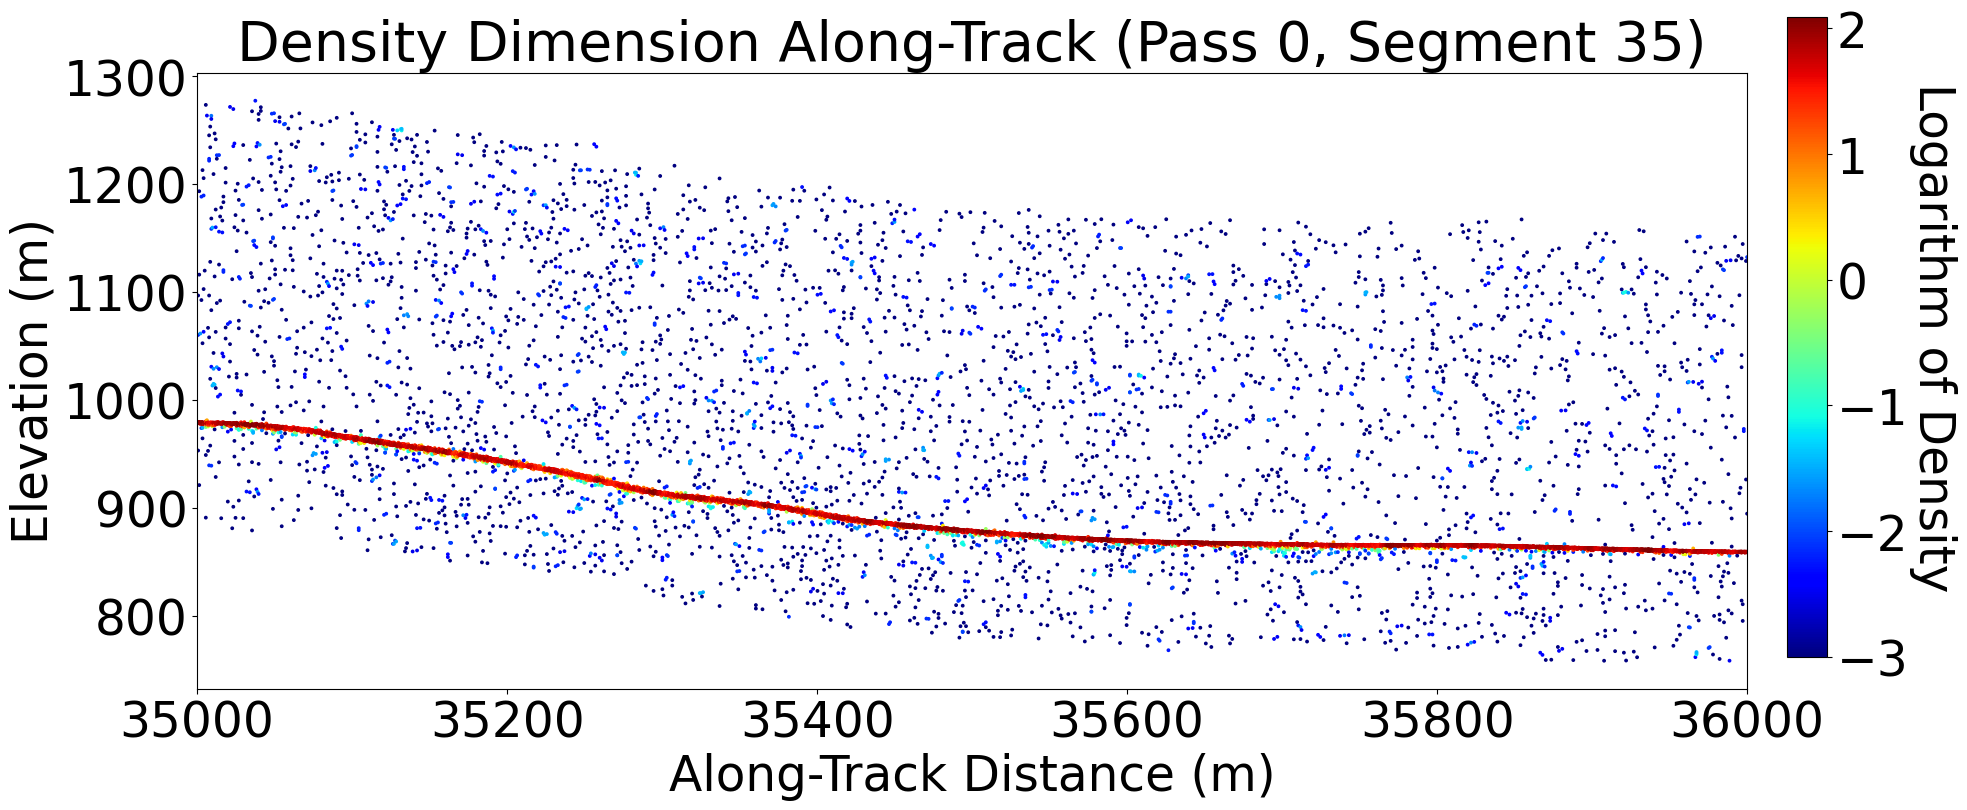 Density Dimension Along-Track (Pass 0, Segment 35)
Elevation (m)
1300
1200
1100
1000
900
800
35000 35200 35400 35600 35800 36000
Along-Track Distance (m)
2
1
0
−1
−2
−3
Logarithm of Density